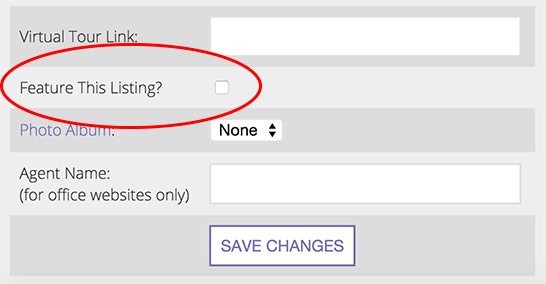 Virtual Tour Link:
Feature This Listing?
Photo Album:
None
Agent Name:
(for office websites only)
SAVE CHANGES